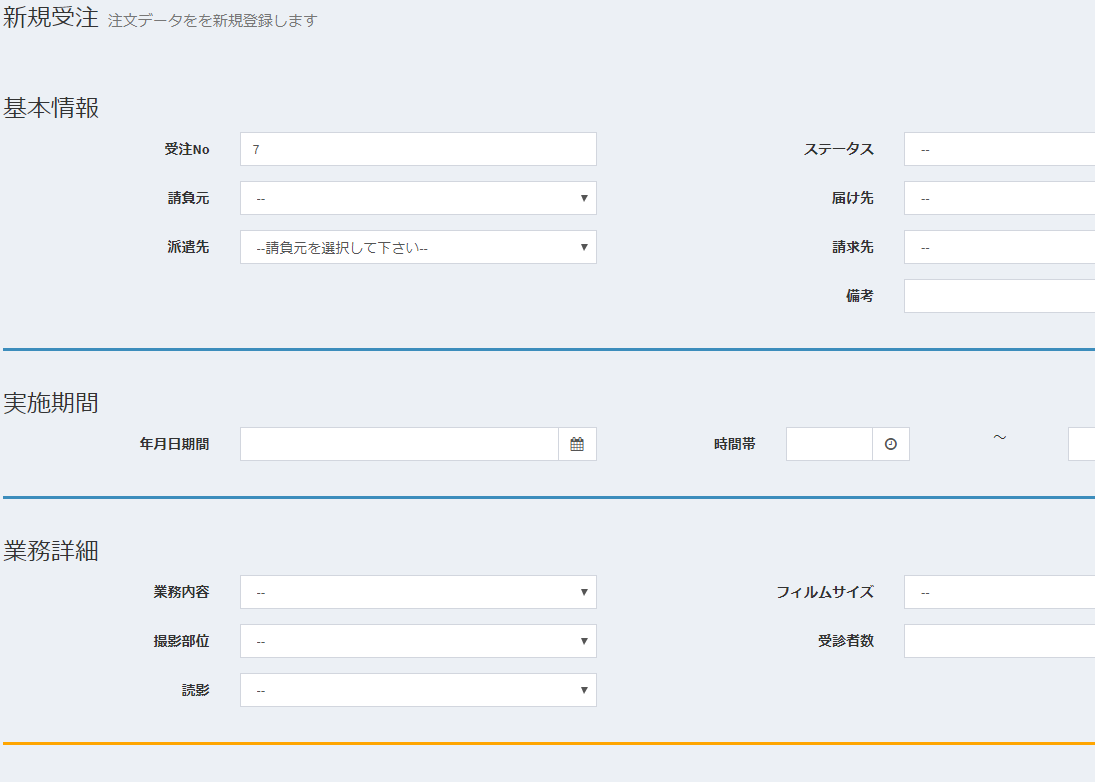 新規受注 注文データをを新規登録します
基本情報
受注No 7 ステータス --
請負元 -- 届け先 --
派遣先 --請負元を選択して下さい-- 請求先 --
備考
実施期間
年月日期間 時間帯 ～
業務詳細
業務内容 -- フィルムサイズ --
撮影部位 -- 受診者数
読影 --